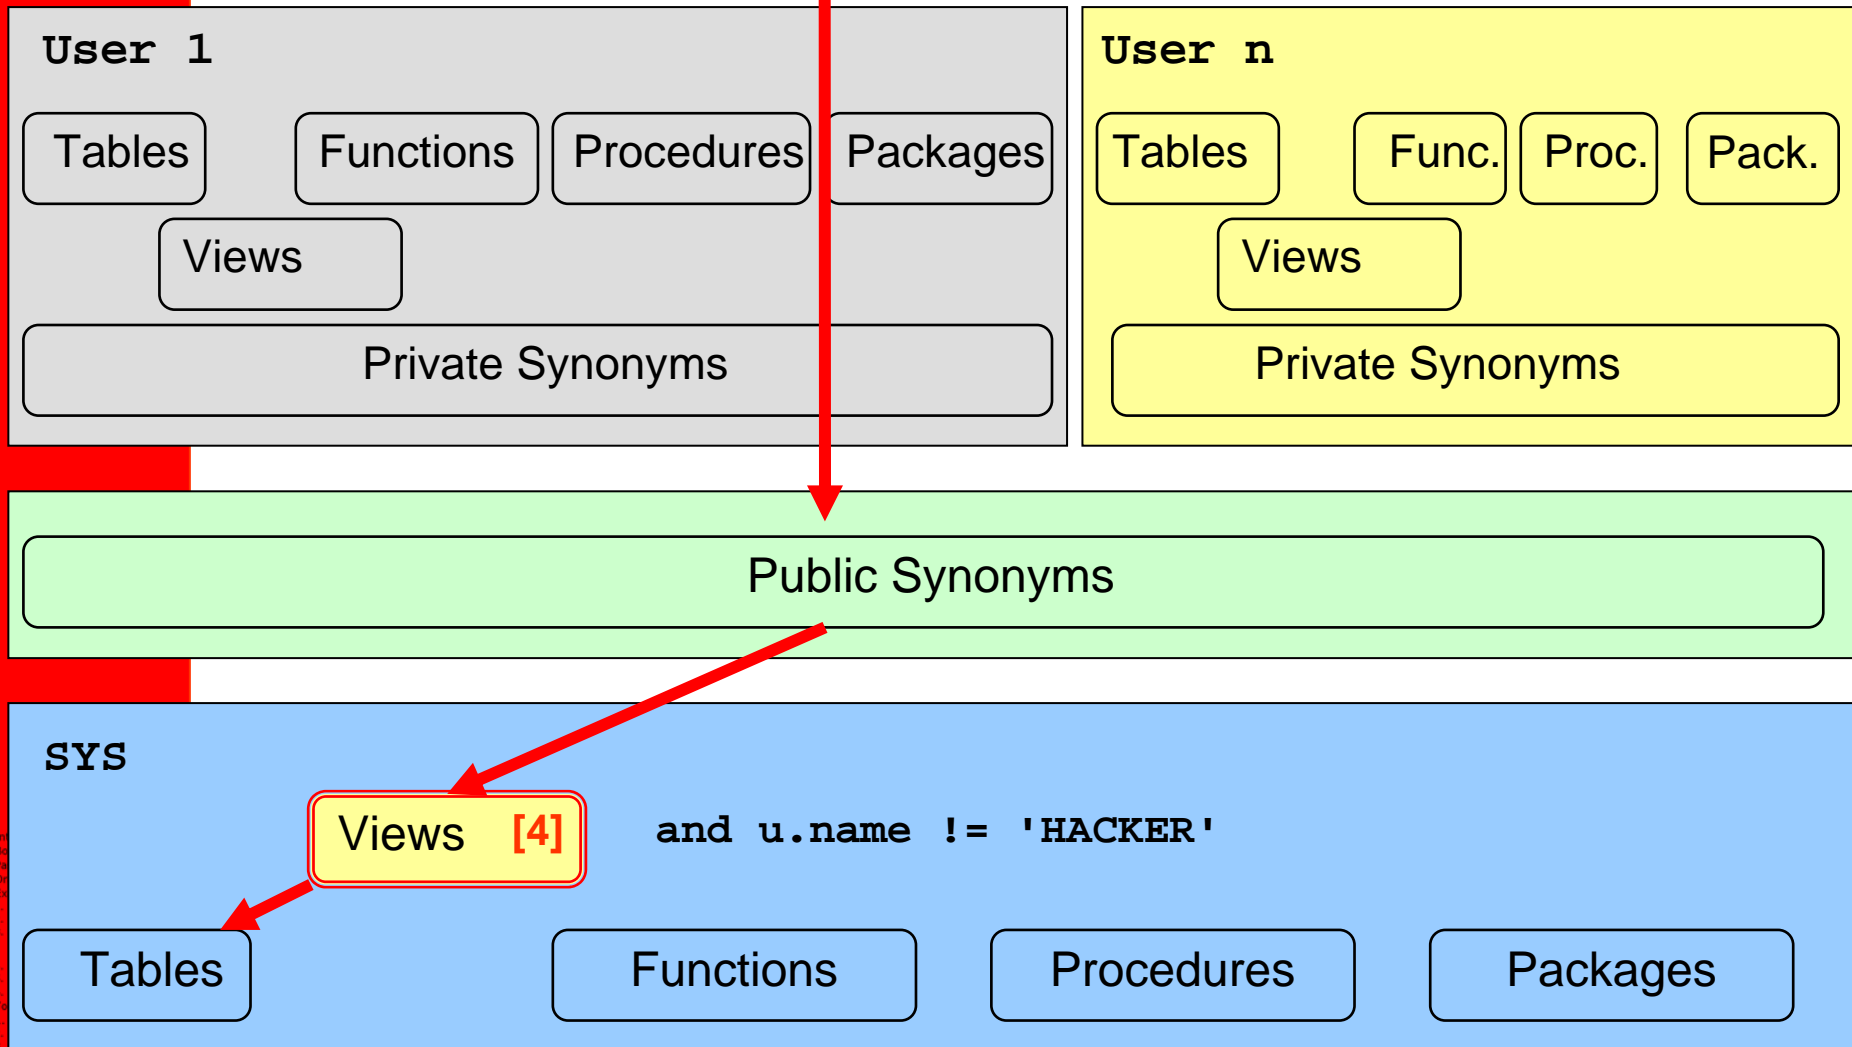 User 1
Tables Functions Procedures Packages
Views
Private Synonyms
User n
Tables Func. Proc. Pack.
Views
Private Synonyms
Public Synonyms
SYS
Views [4] and u.name != 'HACKER'
Tables Functions Procedures Packages